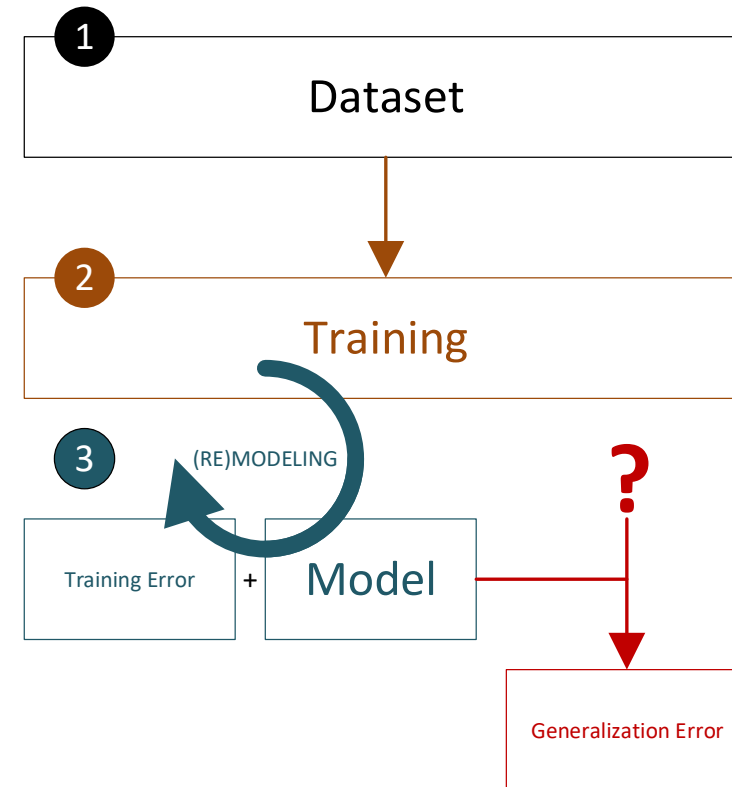 1
Dataset
2
Training
3
(RE)MODELING
?
Training Error
+
Model
Generalization Error